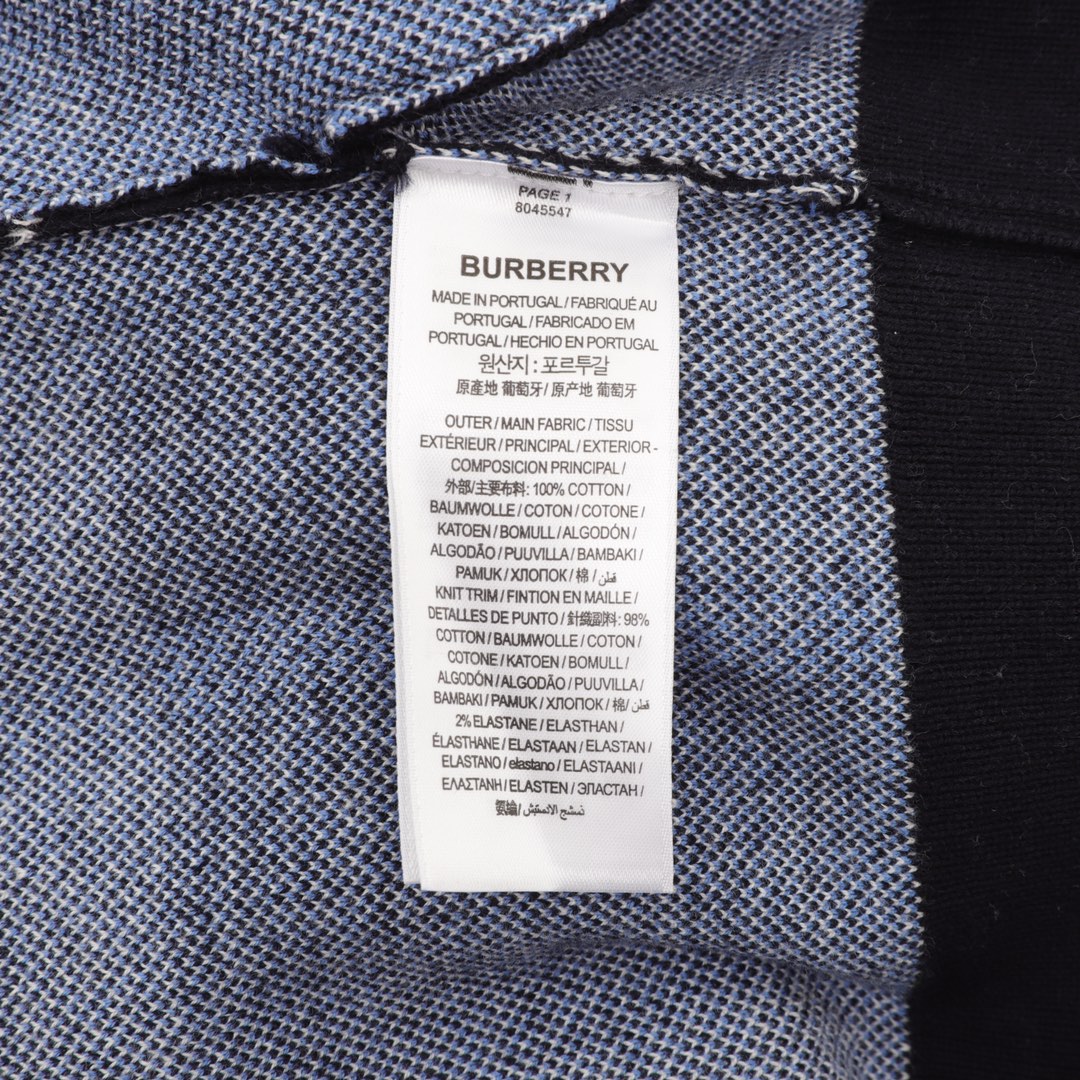 PAGE 1
8045547
BURBERRY
MADE IN PORTUGAL / FABRIQUÉ AU
PORTUGAL / FABRICADO EM
PORTUGAL / HECHIO EN PORTUGAL
원산지 : 포르투갈
原產地 葡萄牙 / 原产地 葡萄牙
OUTER / MAIN FABRIC / TISSU
EXTÉRIEUR / PRINCIPAL / EXTERIOR -
COMPOSICION PRINCIPAL /
外部/主要布料: 100% COTTON /
BAUMWOLLE / COTON / COTONE /
KATOEN / BOMULL / ALGODÓN /
ALGODÃO / PUUVILLA / BAMBAKI /
PAMUK / ХЛОПОК / 棉 / قطن
KNIT TRIM / FINTION EN MAILLE /
DETALLES DE PUNTO / 針織副料: 98%
COTTON / BAUMWOLLE / COTON /
COTONE / KATOEN / BOMULL /
ALGODÓN / ALGODÃO / PUUVILLA /
BAMBAKI / PAMUK / ХЛОПОК / 棉/ قطن
2% ELASTANE / ELASTHAN /
ÉLASTHANE / ELASTAAN / ELASTAN /
ELASTANO / elastano / ELASTAANI /
ΕΛΑΣΤΑΝΗ / ELASTEN / ЭЛАСТАН /